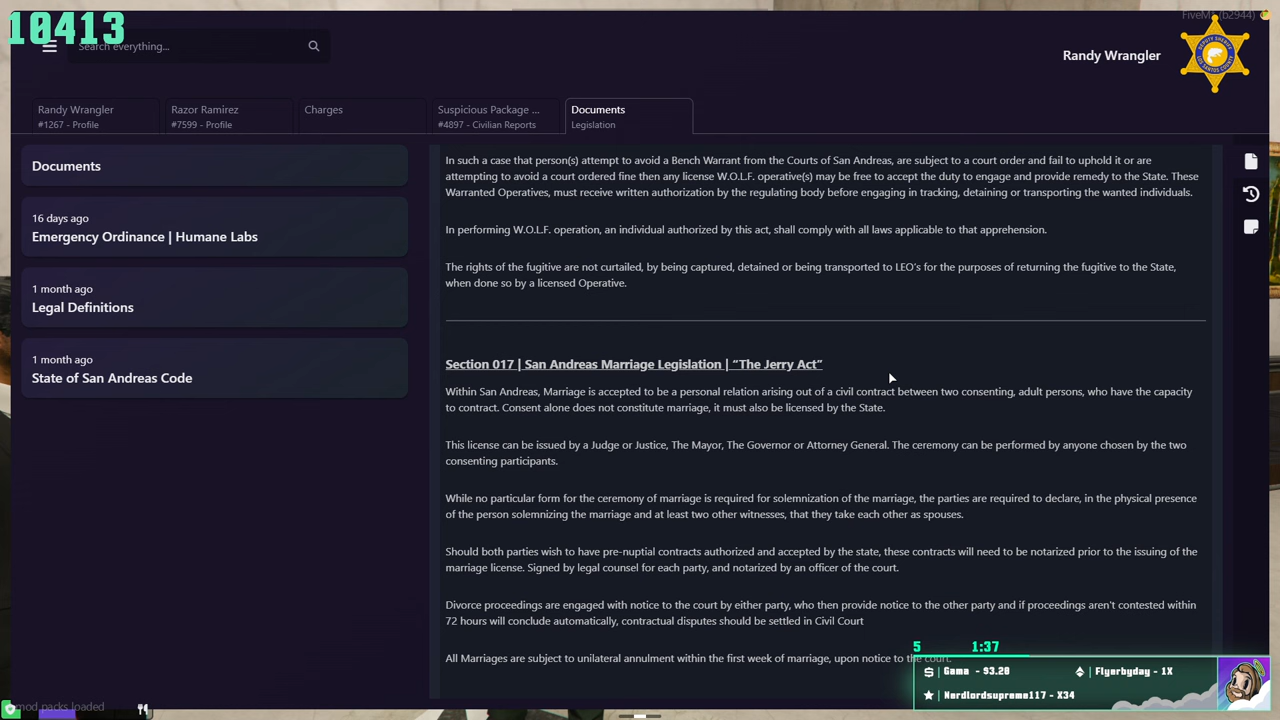 10413
FiveM
(b2944)
Search everything...
Randy Wrangler
DEPUTY SHERIFF
Randy Wrangler
#1267 - Profile
Razor Ramirez
#7599 - Profile
Charges
Suspicious Package ...
#4897 - Civilian Reports
Documents
Legislation
Documents
16 days ago
Emergency Ordinance | Humane Labs
1 month ago
Legal Definitions
1 month ago
State of San Andreas Code
In such a case that person(s) attempt to avoid a Bench Warrant from the Courts of San Andreas, are subject to a court order and fail to uphold it or are
attempting to avoid a court ordered fine then any license W.O.L.F. operative(s) may be free to accept the duty to engage and provide remedy to the State. These
Warranted Operatives, must receive written authorization by the regulating body before engaging in tracking, detaining or transporting the wanted individuals.
In performing W.O.L.F. operation, an individual authorized by this act, shall comply with all laws applicable to that apprehension.
The rights of the fugitive are not curtailed, by being captured, detained or being transported to LEO's for the purposes of returning the fugitive to the State,
when done so by a licensed Operative.
Section 017 | San Andreas Marriage Legislation | “The Jerry Act”
Within San Andreas, Marriage is accepted to be a personal relation arising out of a civil contract between two consenting, adult persons, who have the capacity
to contract. Consent alone does not constitute marriage, it must also be licensed by the State.
This license can be issued by a Judge or Justice, The Mayor, The Governor or Attorney General. The ceremony can be performed by anyone chosen by the two
consenting participants.
While no particular form for the ceremony of marriage is required for solemnization of the marriage, the parties are required to declare, in the physical presence
of the person solemnizing the marriage and at least two other witnesses, that they take each other as spouses.
Should both parties wish to have pre-nuptial contracts authorized and accepted by the state, these contracts will need to be notarized prior to the issuing of the
marriage license. Signed by legal counsel for each party, and notarized by an officer of the court.
Divorce proceedings are engaged with notice to the court by either party, who then provide notice to the other party and if proceedings aren't contested within
72 hours will conclude automatically, contractual disputes should be settled in Civil Court
All Marriages are subject to unilateral annulment within the first week of marriage, upon notice to the court.
5 1:37
Gama - 93.28
Flyerbyday - 1X
Nerdlordsupreme117 - X34
mod packs loaded